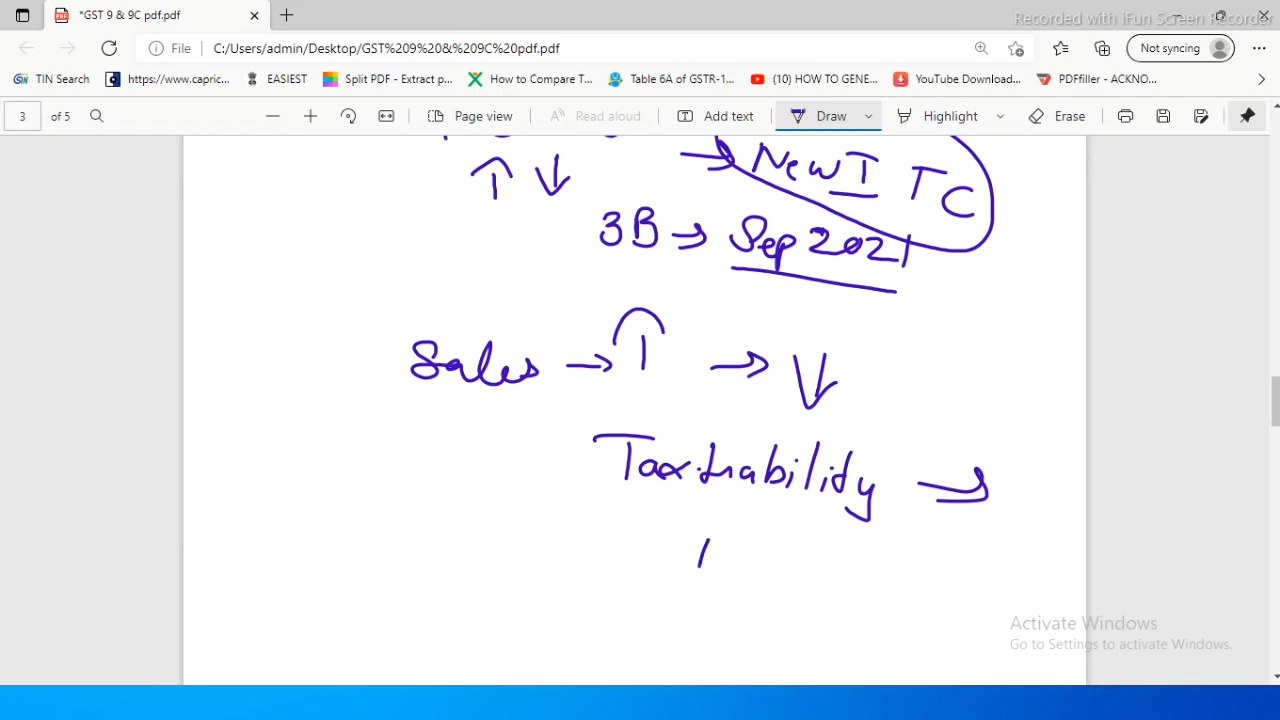 *GST 9 & 9C pdf.pdf
Recorded with iFun Screen Recorder
File C:/Users/admin/Desktop/GST%209%20&%209C%20pdf.pdf Not syncing
TIN Search https://www.capric... EASIEST Split PDF - Extract p... How to Compare T... Table 6A of GSTR-1... (10) HOW TO GENE... YouTube Download... PDFfiller - ACKNO...
3 of 5 Page view Read aloud Add text Draw Highlight Erase
New ITC
3B → Sep 2021
Sales → ↑ → ↓
Tax Liability →
Activate Windows
Go to Settings to activate Windows.